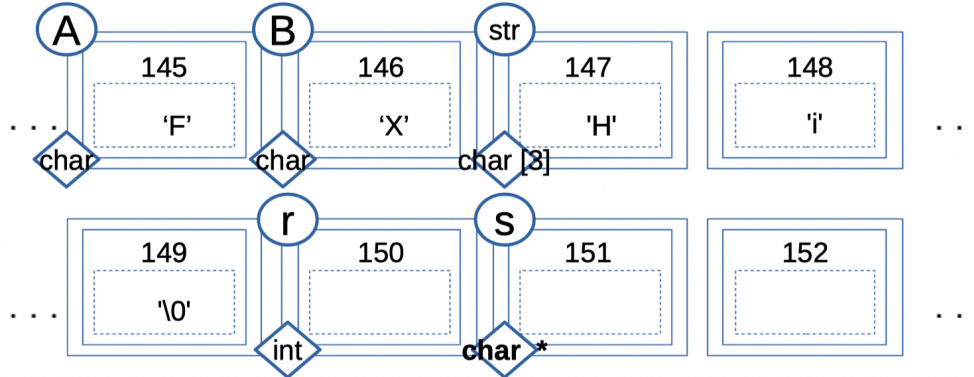 A B str
145 146 147 148
. . . ‘F’ ‘X’ 'H' 'i' . .
char char char [3]
r s
149 150 151 152
. . . '\0' . .
int char *